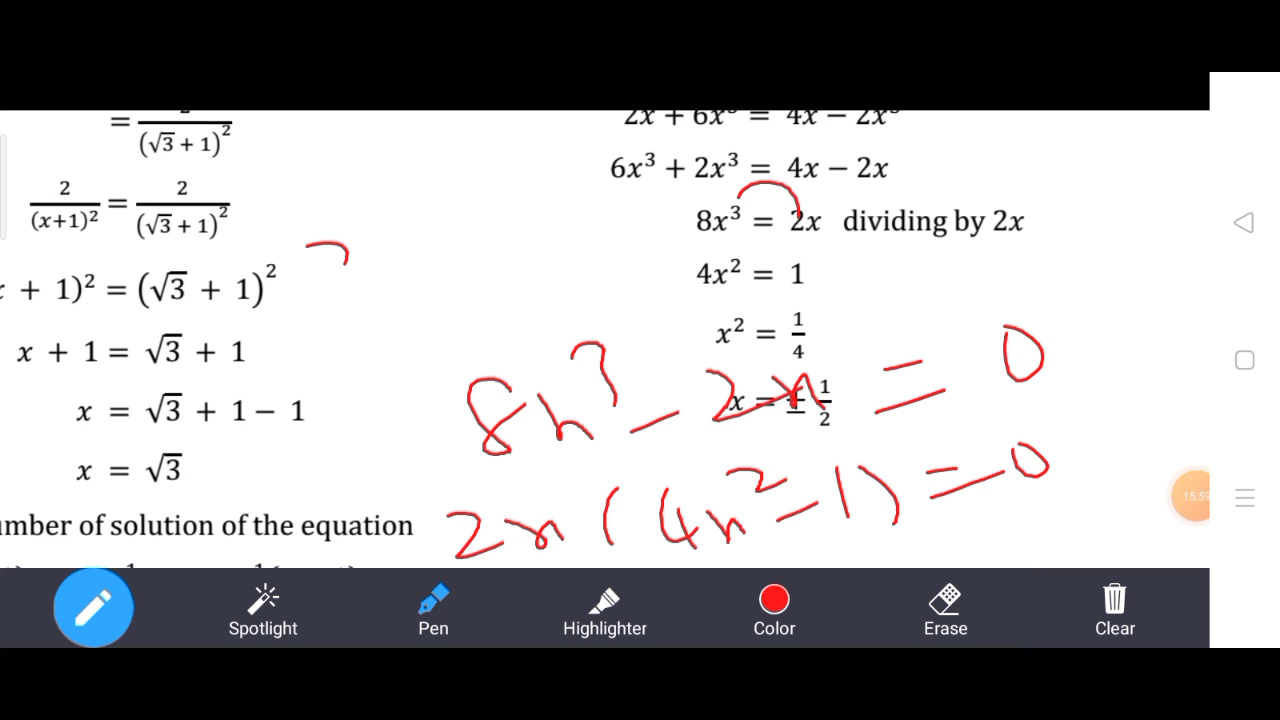 = 2/(√3 + 1)²
2/(x+1)² = 2/(√3 + 1)²
+ 1)² = (√3 + 1)²
x + 1 = √3 + 1
x = √3 + 1 − 1
x = √3
umber of solution of the equation
2x + 6x³ = 4x − 2x³
6x³ + 2x³ = 4x − 2x
8x³ = 2x dividing by 2x
4x² = 1
x² = 1/4
x = ± 1/2
8x³ − 2x = 0
2x (4x² − 1) = 0
15:59
Spotlight
Pen
Highlighter
Color
Erase
Clear